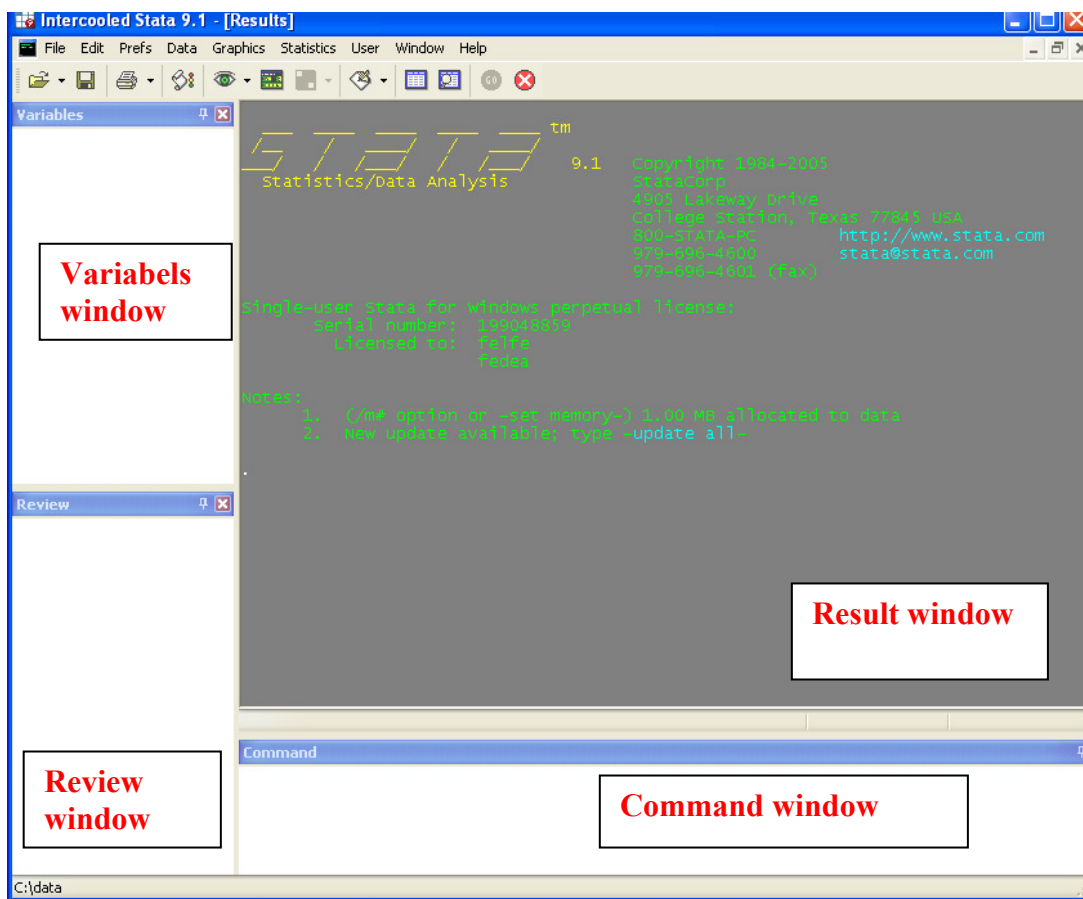 Intercooled Stata 9.1 - [Results]
File Edit Prefs Data Graphics Statistics User Window Help
GO
Variables
STATA tm
9.1 Copyright 1984-2005
Statistics/Data Analysis StataCorp
4905 Lakeway Drive
College Station, Texas 77845 USA
800-STATA-PC http://www.stata.com
979-696-4600 stata@stata.com
979-696-4601 (fax)
Variabels
window
Single-user Stata for Windows perpetual license:
Serial number: 199048859
Licensed to: felfe
fedea
Notes:
1. (/m# option or -set memory-) 1.00 MB allocated to data
2. New update available; type -update all-
.
Review
Result window
Command
Review
window
Command window
C:\data